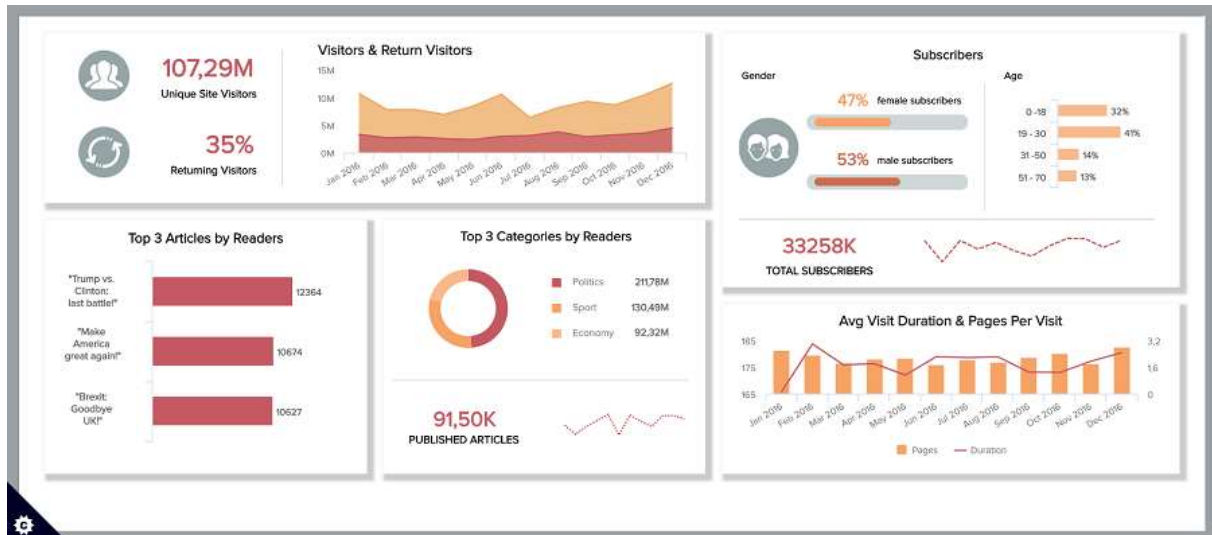 107,29M
Unique Site Visitors
35%
Returning Visitors
Visitors & Return Visitors
15M
10M
5M
0M
Jan 2016
Feb 2016
Mar 2016
Apr 2016
May 2016
Jun 2016
Jul 2016
Aug 2016
Sep 2016
Oct 2016
Nov 2016
Dec 2016
Subscribers
Gender
47% female subscribers
53% male subscribers
Age
0-18 32%
19 - 30 41%
31 -50 14%
51 - 70 13%
33258K
TOTAL SUBSCRIBERS
Top 3 Articles by Readers
"Trump vs.
Clinton:
last battle!"
12364
"Make
America
great again!"
10674
"Brexit:
Goodbye
UK!"
10627
Top 3 Categories by Readers
Politics 211,78M
Sport 130,49M
Economy 92,32M
91,50K
PUBLISHED ARTICLES
Avg Visit Duration & Pages Per Visit
185
175
165
3,2
1,6
0
Jan 2016
Feb 2016
Mar 2016
Apr 2016
May 2016
Jun 2016
Jul 2016
Aug 2016
Sep 2016
Oct 2016
Nov 2016
Dec 2016
Pages
Duration
C